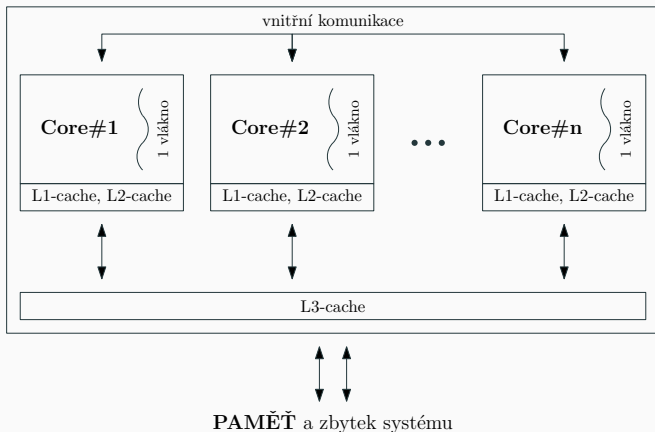 vnitřní komunikace
Core#1
1 vlákno
L1-cache, L2-cache
Core#2
1 vlákno
L1-cache, L2-cache
...
Core#n
1 vlákno
L1-cache, L2-cache
L3-cache
PAMĚŤ a zbytek systému